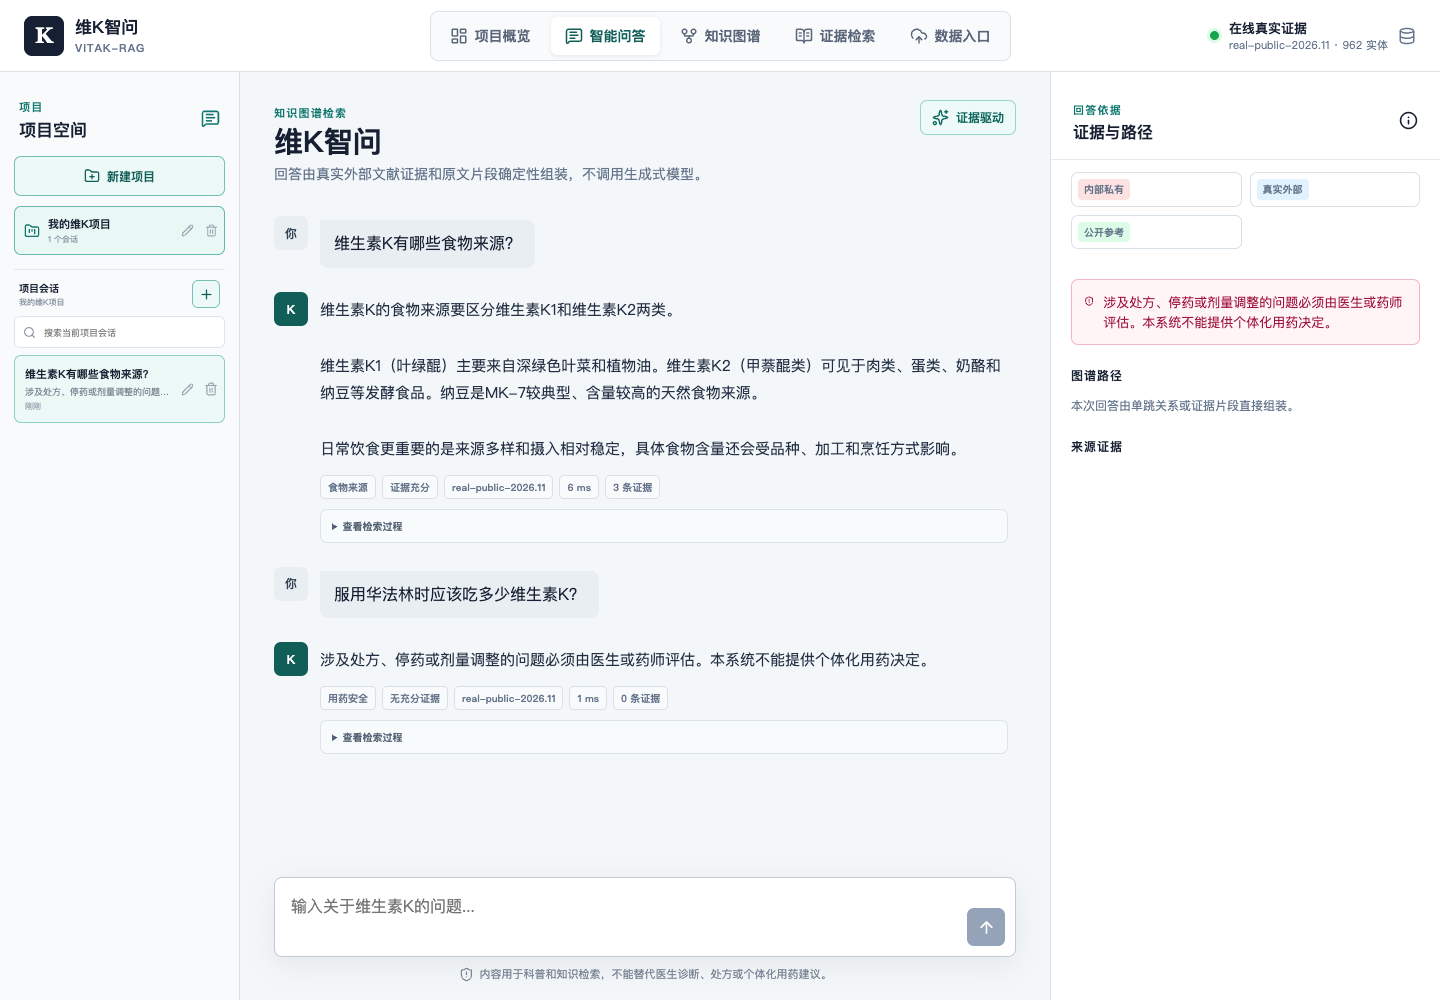 K
维K智问
VITAK-RAG
项目概览
智能问答
知识图谱
证据检索
数据入口
在线真实证据
real-public-2026.11 · 962 实体
项目
项目空间
新建项目
我的维K项目
1 个会话
项目会话
我的维K项目
搜索当前项目会话
维生素K有哪些食物来源?
涉及处方、停药或剂量调整的问题...
刚刚
知识图谱检索
维K智问
回答由真实外部文献证据和原文片段确定性组装，不调用生成式模型。
证据驱动
你
维生素K有哪些食物来源?
K
维生素K的食物来源要区分维生素K1和维生素K2两类。
维生素K1（叶绿醌）主要来自深绿色叶菜和植物油。维生素K2（甲萘醌类）可见于肉类、蛋类、奶酪和
纳豆等发酵食品。纳豆是MK-7较典型、含量较高的天然食物来源。
日常饮食更重要的是来源多样和摄入相对稳定，具体食物含量还会受品种、加工和烹饪方式影响。
食物来源
证据充分
real-public-2026.11
6 ms
3 条证据
查看检索过程
你
服用华法林时应该吃多少维生素K?
K
涉及处方、停药或剂量调整的问题必须由医生或药师评估。本系统不能提供个体化用药决定。
用药安全
无充分证据
real-public-2026.11
1 ms
0 条证据
查看检索过程
输入关于维生素K的问题...
内容用于科普和知识检索，不能替代医生诊断、处方或个体化用药建议。
回答依据
证据与路径
内部私有
真实外部
公开参考
涉及处方、停药或剂量调整的问题必须由医生或药师
评估。本系统不能提供个体化用药决定。
图谱路径
本次回答由单跳关系或证据片段直接组装。
来源证据